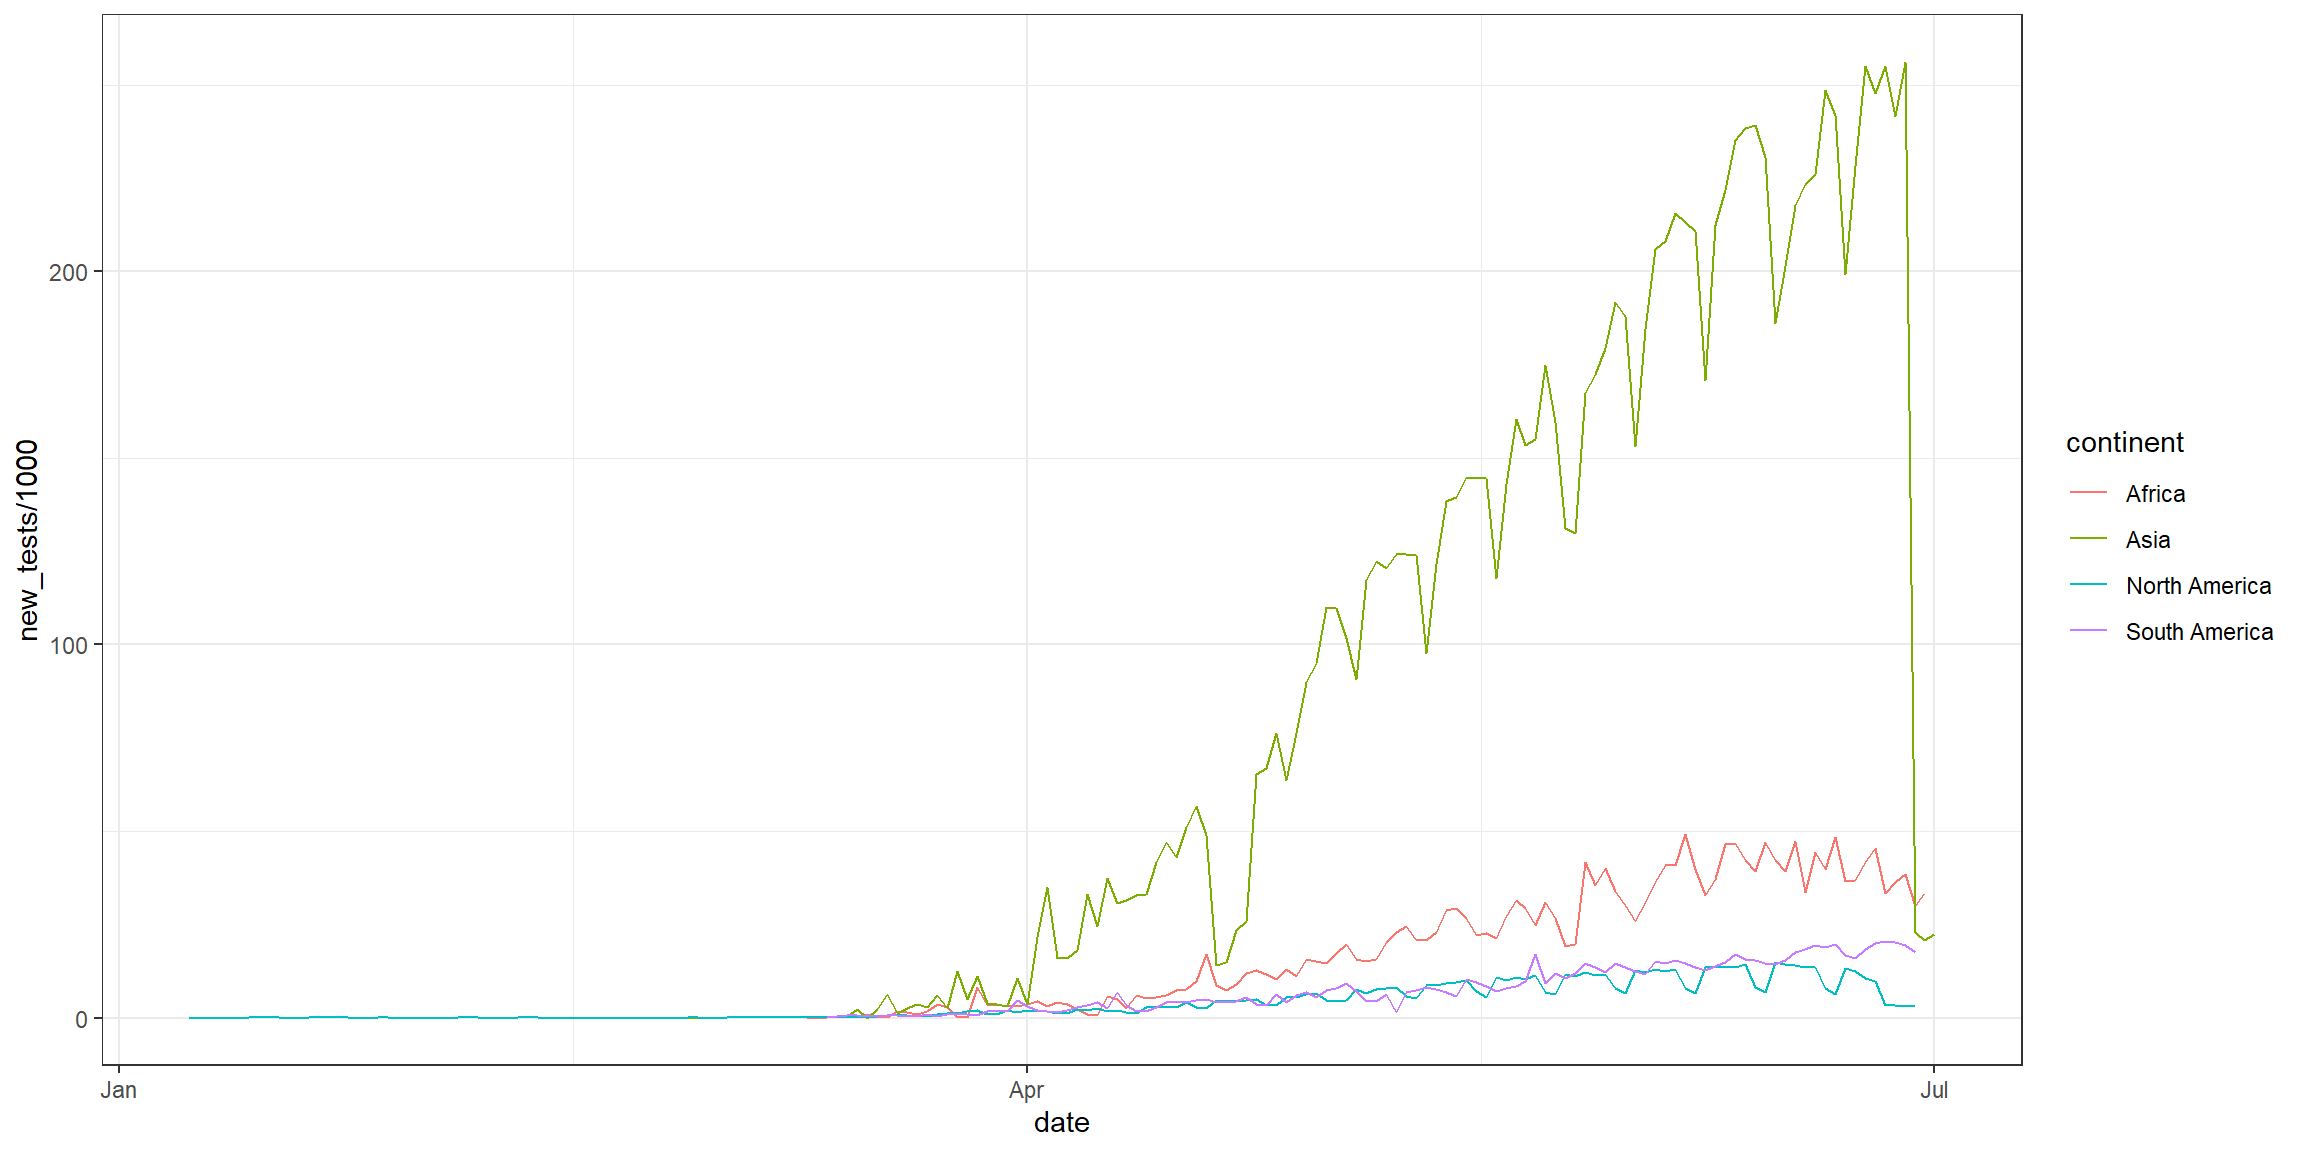 new_tests/1000
200
100
0
Jan
Apr
Jul
date
continent
Africa
Asia
North America
South America